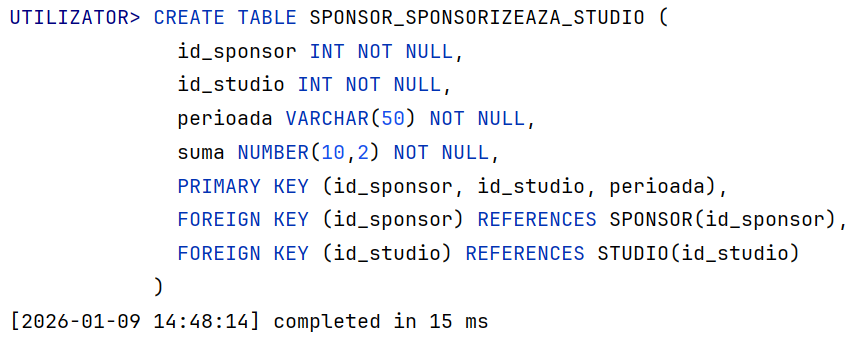 UTILIZATOR> CREATE TABLE SPONSOR_SPONSORIZEAZA_STUDIO (
id_sponsor INT NOT NULL,
id_studio INT NOT NULL,
perioada VARCHAR(50) NOT NULL,
suma NUMBER(10,2) NOT NULL,
PRIMARY KEY (id_sponsor, id_studio, perioada),
FOREIGN KEY (id_sponsor) REFERENCES SPONSOR(id_sponsor),
FOREIGN KEY (id_studio) REFERENCES STUDIO(id_studio)
)
[2026-01-09 14:48:14] completed in 15 ms